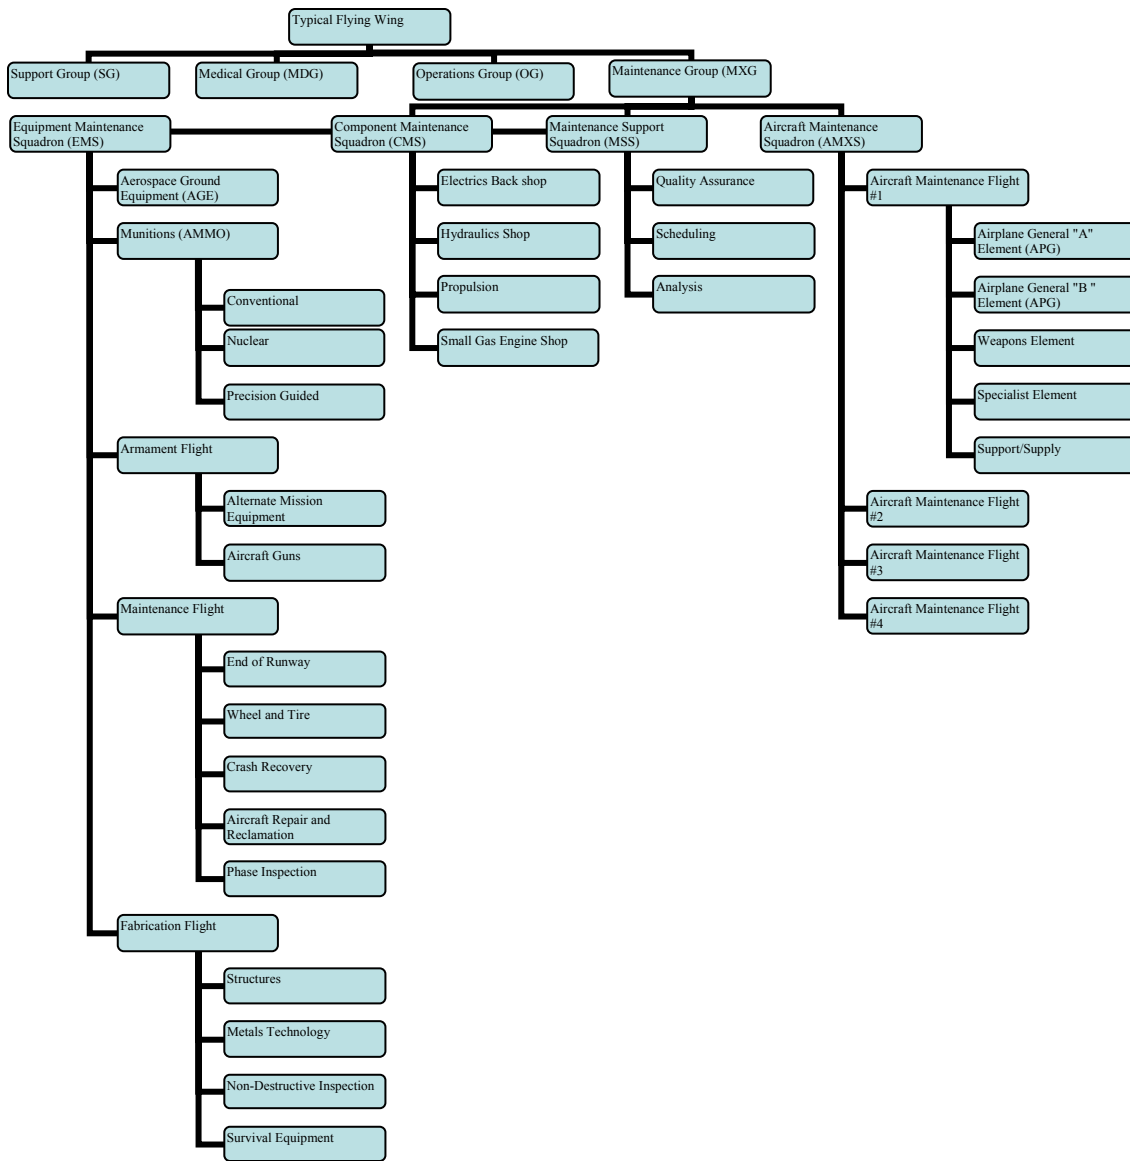 Typical Flying Wing
Support Group (SG)
Medical Group (MDG)
Operations Group (OG)
Maintenance Group (MXG
Equipment Maintenance
Squadron (EMS)
Component Maintenance
Squadron (CMS)
Maintenance Support
Squadron (MSS)
Aircraft Maintenance
Squadron (AMXS)
Aerospace Ground
Equipment (AGE)
Munitions (AMMO)
Conventional
Nuclear
Precision Guided
Armament Flight
Alternate Mission
Equipment
Aircraft Guns
Maintenance Flight
End of Runway
Wheel and Tire
Crash Recovery
Aircraft Repair and
Reclamation
Phase Inspection
Fabrication Flight
Structures
Metals Technology
Non-Destructive Inspection
Survival Equipment
Electrics Back shop
Hydraulics Shop
Propulsion
Small Gas Engine Shop
Quality Assurance
Scheduling
Analysis
Aircraft Maintenance Flight
#1
Airplane General "A"
Element (APG)
Airplane General "B "
Element (APG)
Weapons Element
Specialist Element
Support/Supply
Aircraft Maintenance Flight
#2
Aircraft Maintenance Flight
#3
Aircraft Maintenance Flight
#4